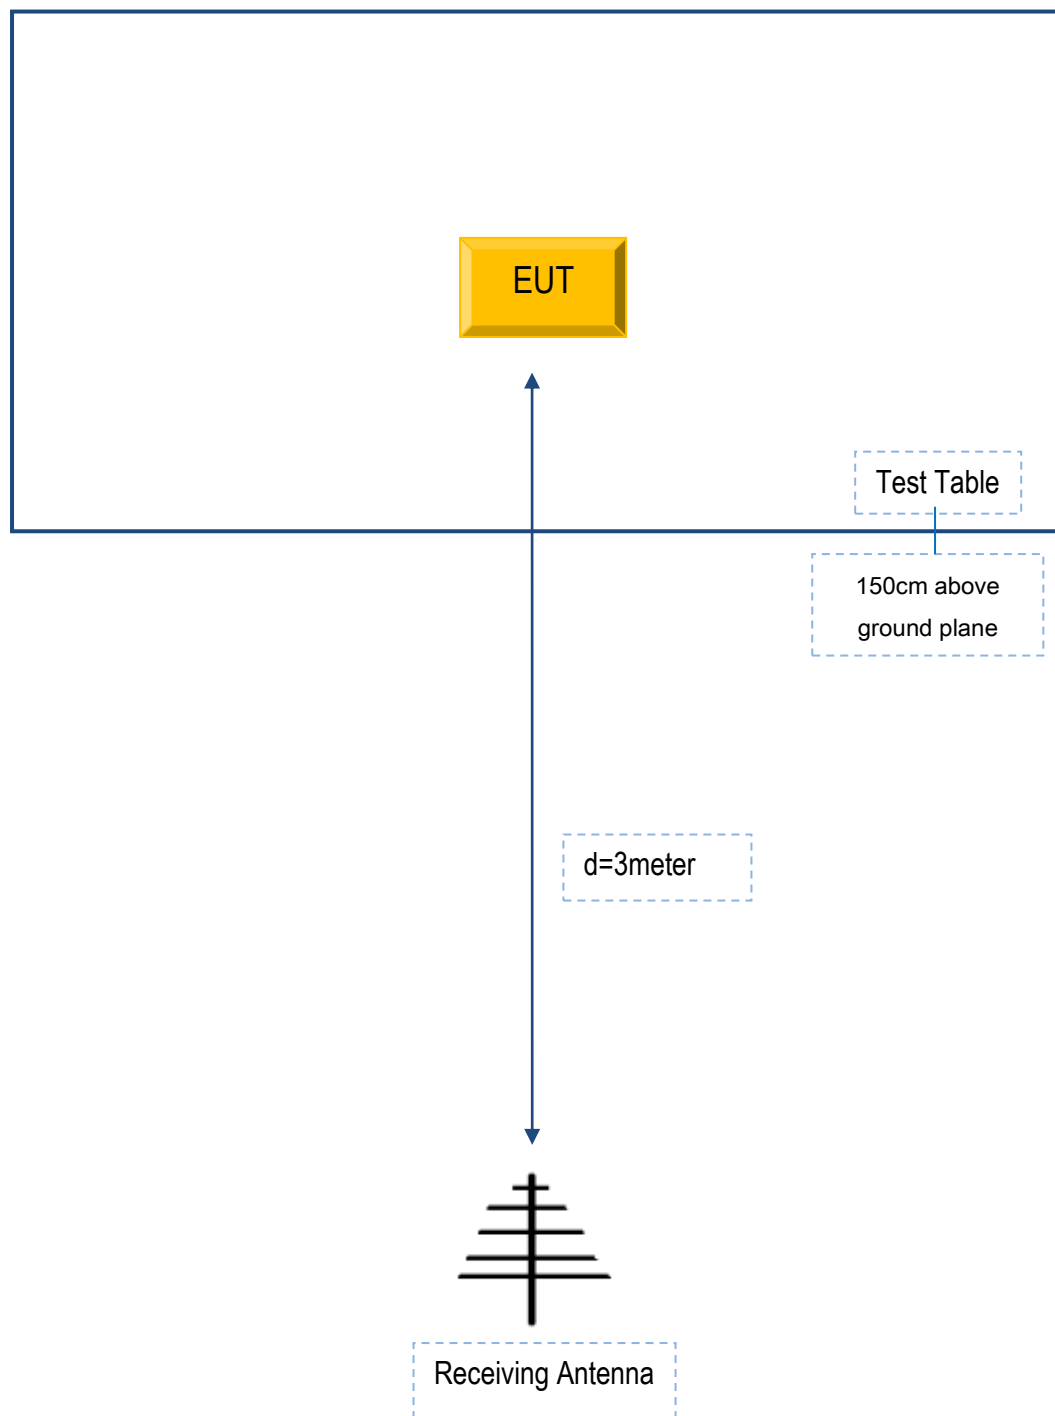 EUT
Test Table
150cm above
ground plane
d=3meter
Receiving Antenna